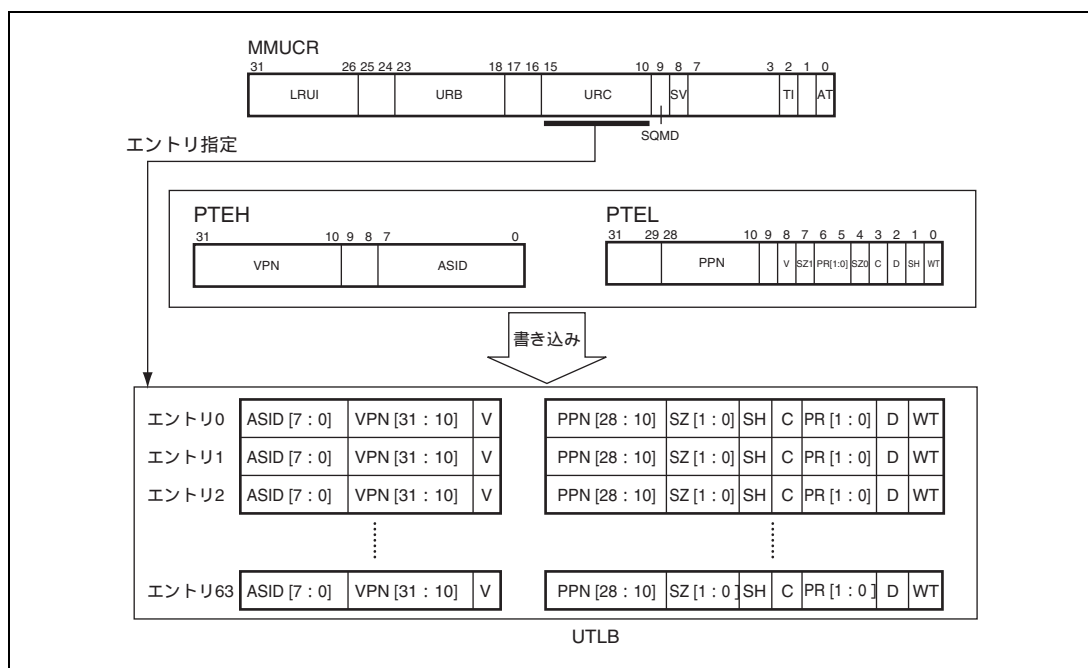 MMUCR
31 26 25 24 23 18 17 16 15 10 9 8 7 3 2 1 0
LRUI URB URC SV TI AT
SQMD
エントリ指定
PTEH PTEL
31 10 9 8 7 0 31 29 28 10 9 8 7 6 5 4 3 2 1 0
VPN ASID PPN V SZ1 PR[1:0] SZ0 C D SH WT
書き込み
エントリ0 ASID [7 : 0] VPN [31 : 10] V PPN [28 : 10] SZ [1 : 0] SH C PR [1 : 0] D WT
エントリ1 ASID [7 : 0] VPN [31 : 10] V PPN [28 : 10] SZ [1 : 0] SH C PR [1 : 0] D WT
エントリ2 ASID [7 : 0] VPN [31 : 10] V PPN [28 : 10] SZ [1 : 0] SH C PR [1 : 0] D WT
エントリ63 ASID [7 : 0] VPN [31 : 10] V PPN [28 : 10] SZ [1 : 0 ] SH C PR [1 : 0 ] D WT
UTLB